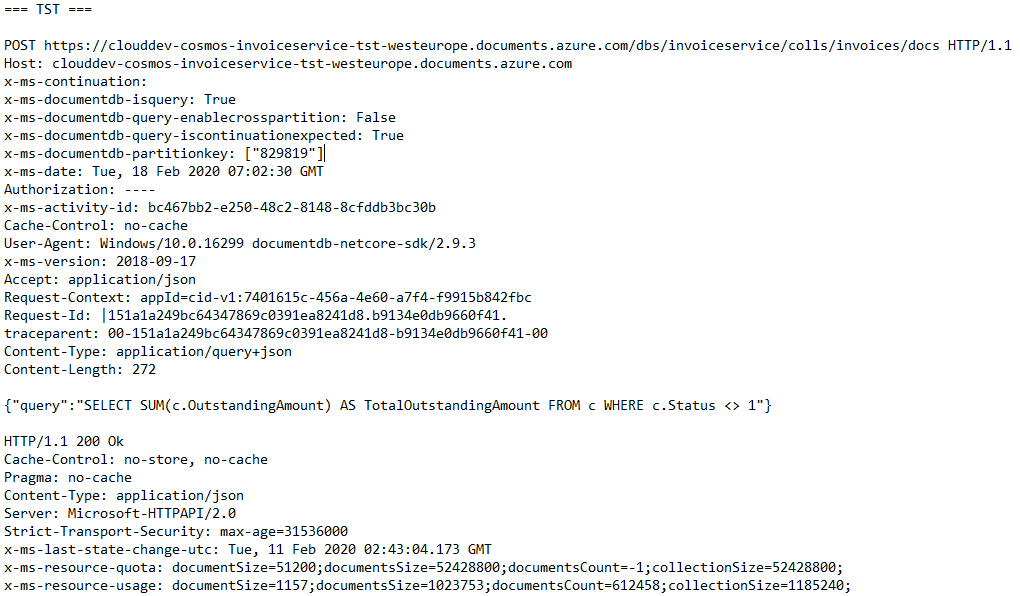 === TST ===
POST https://clouddev-cosmos-invoiceservice-tst-westeurope.documents.azure.com/dbs/invoiceservice/colls/invoices/docs HTTP/1.1
Host: clouddev-cosmos-invoiceservice-tst-westeurope.documents.azure.com
x-ms-continuation:
x-ms-documentdb-isquery: True
x-ms-documentdb-query-enablecrosspartition: False
x-ms-documentdb-query-iscontinuationexpected: True
x-ms-documentdb-partitionkey: ["829819"]
x-ms-date: Tue, 18 Feb 2020 07:02:30 GMT
Authorization: ----
x-ms-activity-id: bc467bb2-e250-48c2-8148-8cfddb3bc30b
Cache-Control: no-cache
User-Agent: Windows/10.0.16299 documentdb-netcore-sdk/2.9.3
x-ms-version: 2018-09-17
Accept: application/json
Request-Context: appId=cid-v1:7401615c-456a-4e60-a7f4-f9915b842fbc
Request-Id: |151a1a249bc64347869c0391ea8241d8.b9134e0db9660f41.
traceparent: 00-151a1a249bc64347869c0391ea8241d8-b9134e0db9660f41-00
Content-Type: application/query+json
Content-Length: 272
{"query":"SELECT SUM(c.OutstandingAmount) AS TotalOutstandingAmount FROM c WHERE c.Status <> 1"}
HTTP/1.1 200 Ok
Cache-Control: no-store, no-cache
Pragma: no-cache
Content-Type: application/json
Server: Microsoft-HTTPAPI/2.0
Strict-Transport-Security: max-age=31536000
x-ms-last-state-change-utc: Tue, 11 Feb 2020 02:43:04.173 GMT
x-ms-resource-quota: documentSize=51200;documentsSize=52428800;documentsCount=-1;collectionSize=52428800;
x-ms-resource-usage: documentSize=1157;documentsSize=1023753;documentsCount=612458;collectionSize=1185240;